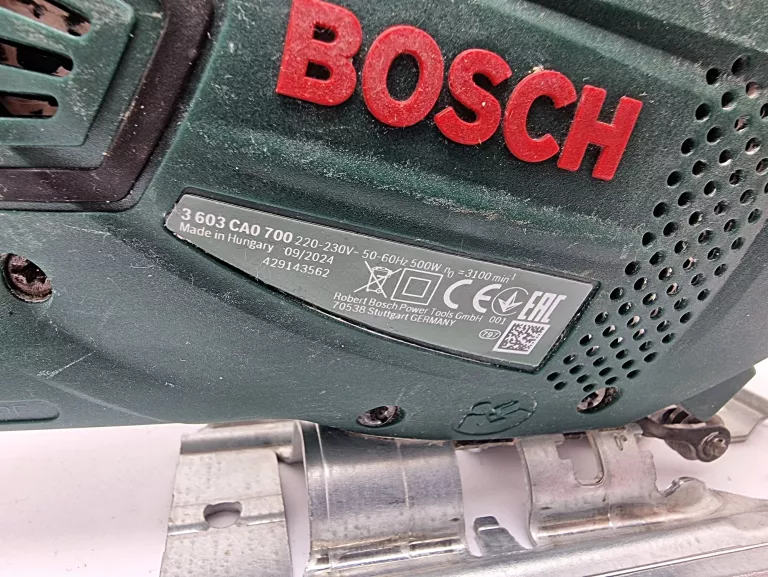 BOSCH
3 603 CA0 700 220-230V~ 50-60Hz 500W n0 =3100 min-1
Made in Hungary 09/2024
429143562
CE EAC
Robert Bosch Power Tools GmbH 001
70538 Stuttgart GERMANY
797